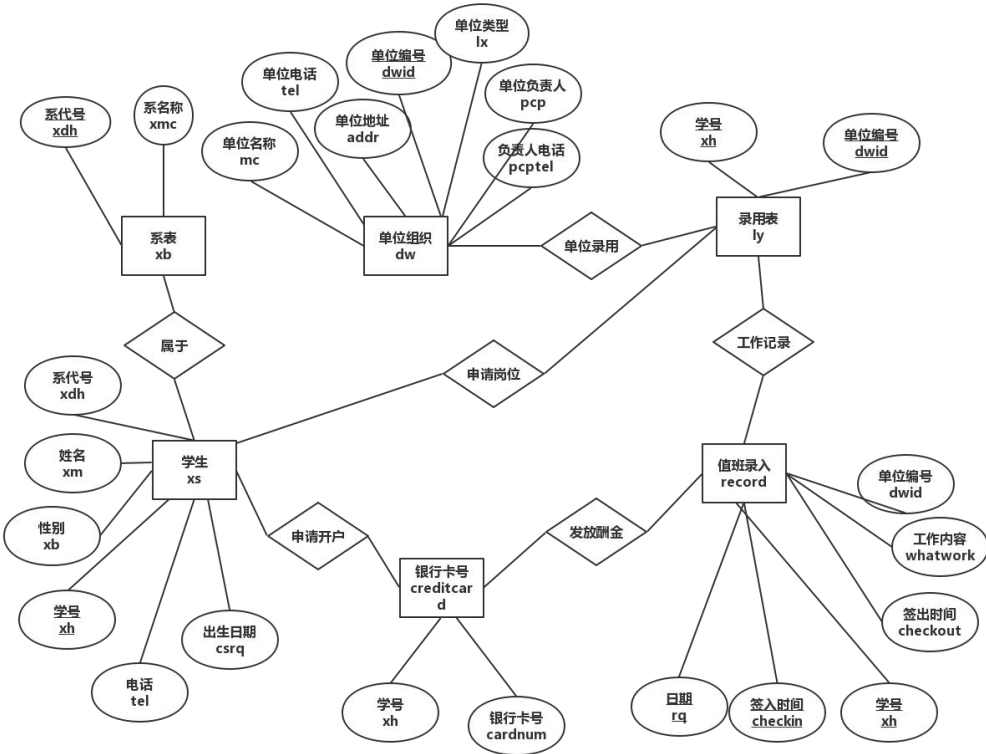 单位类型
lx
单位编号
dwid
单位电话
tel
单位负责人
pcp
系名称
xmc
系代号
xdh
单位地址
addr
学号
xh
单位编号
dwid
单位名称
mc
负责人电话
pcptel
系表
xb
单位组织
dw
单位录用
录用表
ly
属于
工作记录
申请岗位
系代号
xdh
姓名
xm
学生
xs
值班录入
record
单位编号
dwid
性别
xb
申请开户
发放酬金
工作内容
whatwork
银行卡号
creditcar
d
学号
xh
出生日期
csrq
签出时间
checkout
电话
tel
学号
xh
银行卡号
cardnum
日期
rq
签入时间
checkin
学号
xh